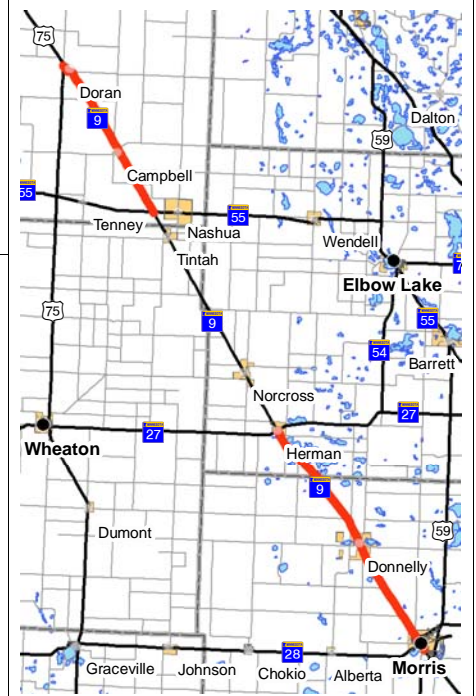 75
Doran
Dalton
9
59
Campbell
55
55
Tenney
Nashua
Wendell
Tintah
Elbow Lake
75
9
55
54
Barrett
Norcross
27
27
Wheaton
Herman
9
Dumont
59
Donnelly
28
Morris
Graceville
Johnson
Chokio
Alberta